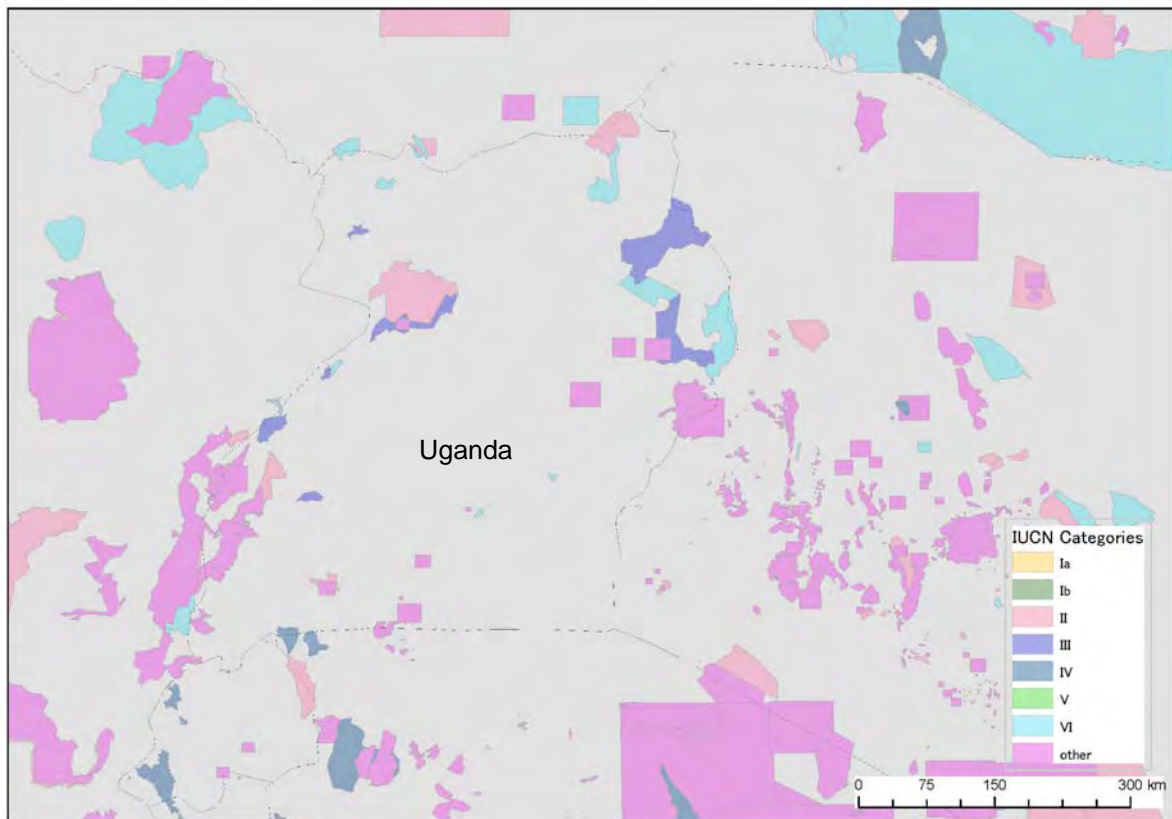 Uganda
IUCN Categories
Ia
Ib
II
III
IV
V
VI
other
0 75 150 300 km